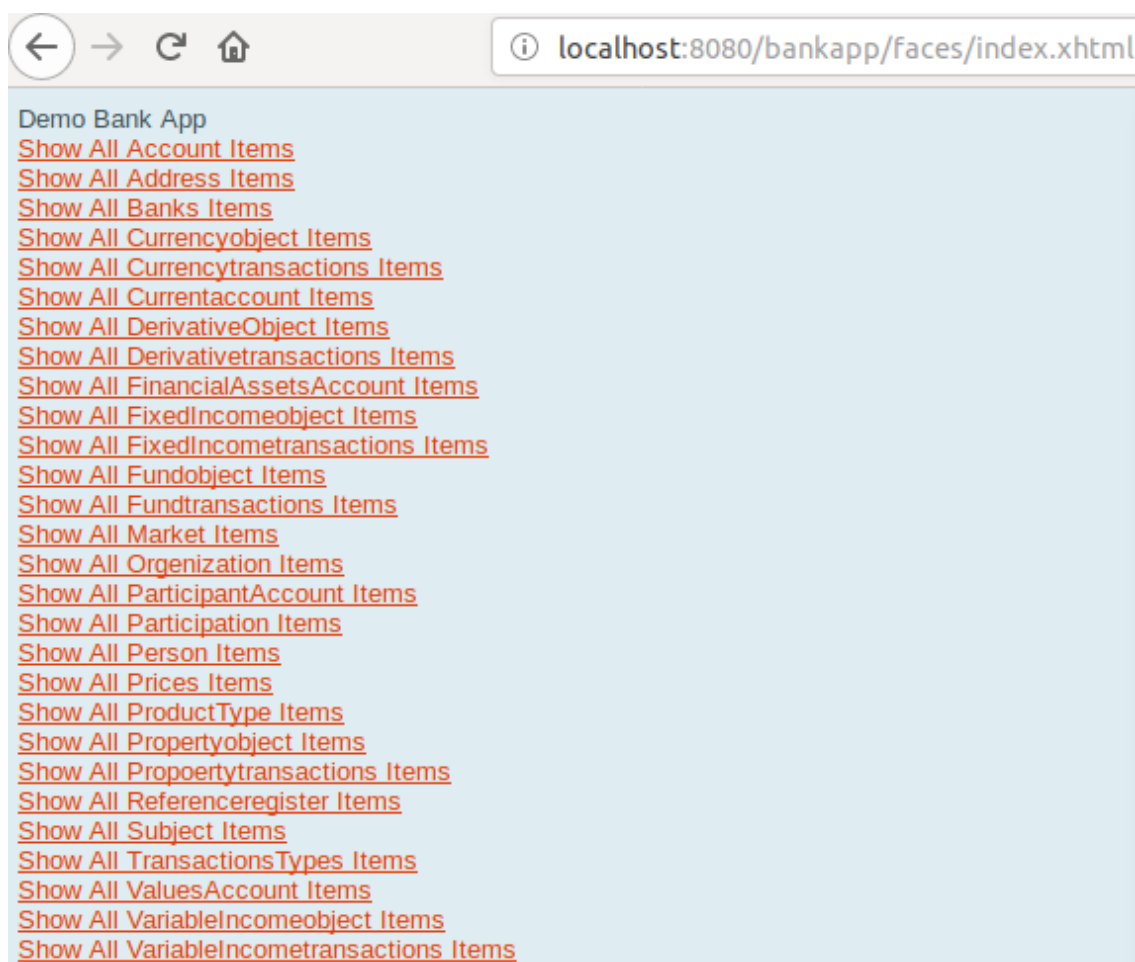 localhost:8080/bankapp/faces/index.xhtml
Demo Bank App
Show All Account Items
Show All Address Items
Show All Banks Items
Show All Currencyobject Items
Show All Currencytransactions Items
Show All Currentaccount Items
Show All DerivativeObject Items
Show All Derivativetransactions Items
Show All FinancialAssetsAccount Items
Show All FixedIncomeobject Items
Show All FixedIncometransactions Items
Show All Fundobject Items
Show All Fundtransactions Items
Show All Market Items
Show All Orgenization Items
Show All ParticipantAccount Items
Show All Participation Items
Show All Person Items
Show All Prices Items
Show All ProductType Items
Show All Propertyobject Items
Show All Propoertytransactions Items
Show All Referenceregister Items
Show All Subject Items
Show All TransactionsTypes Items
Show All ValuesAccount Items
Show All VariableIncomeobject Items
Show All VariableIncometransactions Items